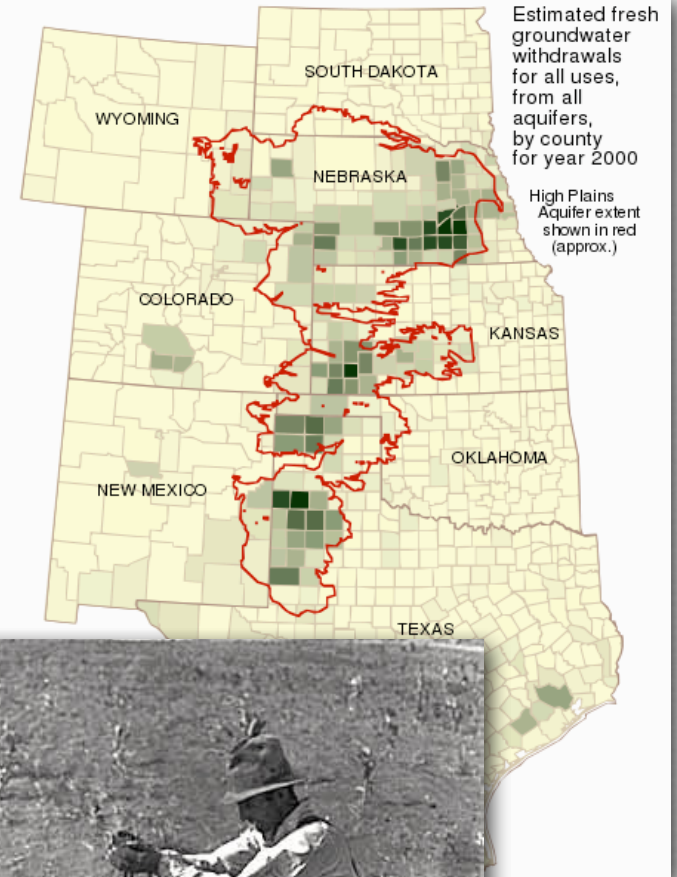 Estimated fresh
groundwater
withdrawals
for all uses,
from all
aquifers,
by county
for year 2000
High Plains
Aquifer extent
shown in red
(approx.)
SOUTH DAKOTA
WYOMING
NEBRASKA
COLORADO
KANSAS
OKLAHOMA
NEW MEXICO
TEXAS